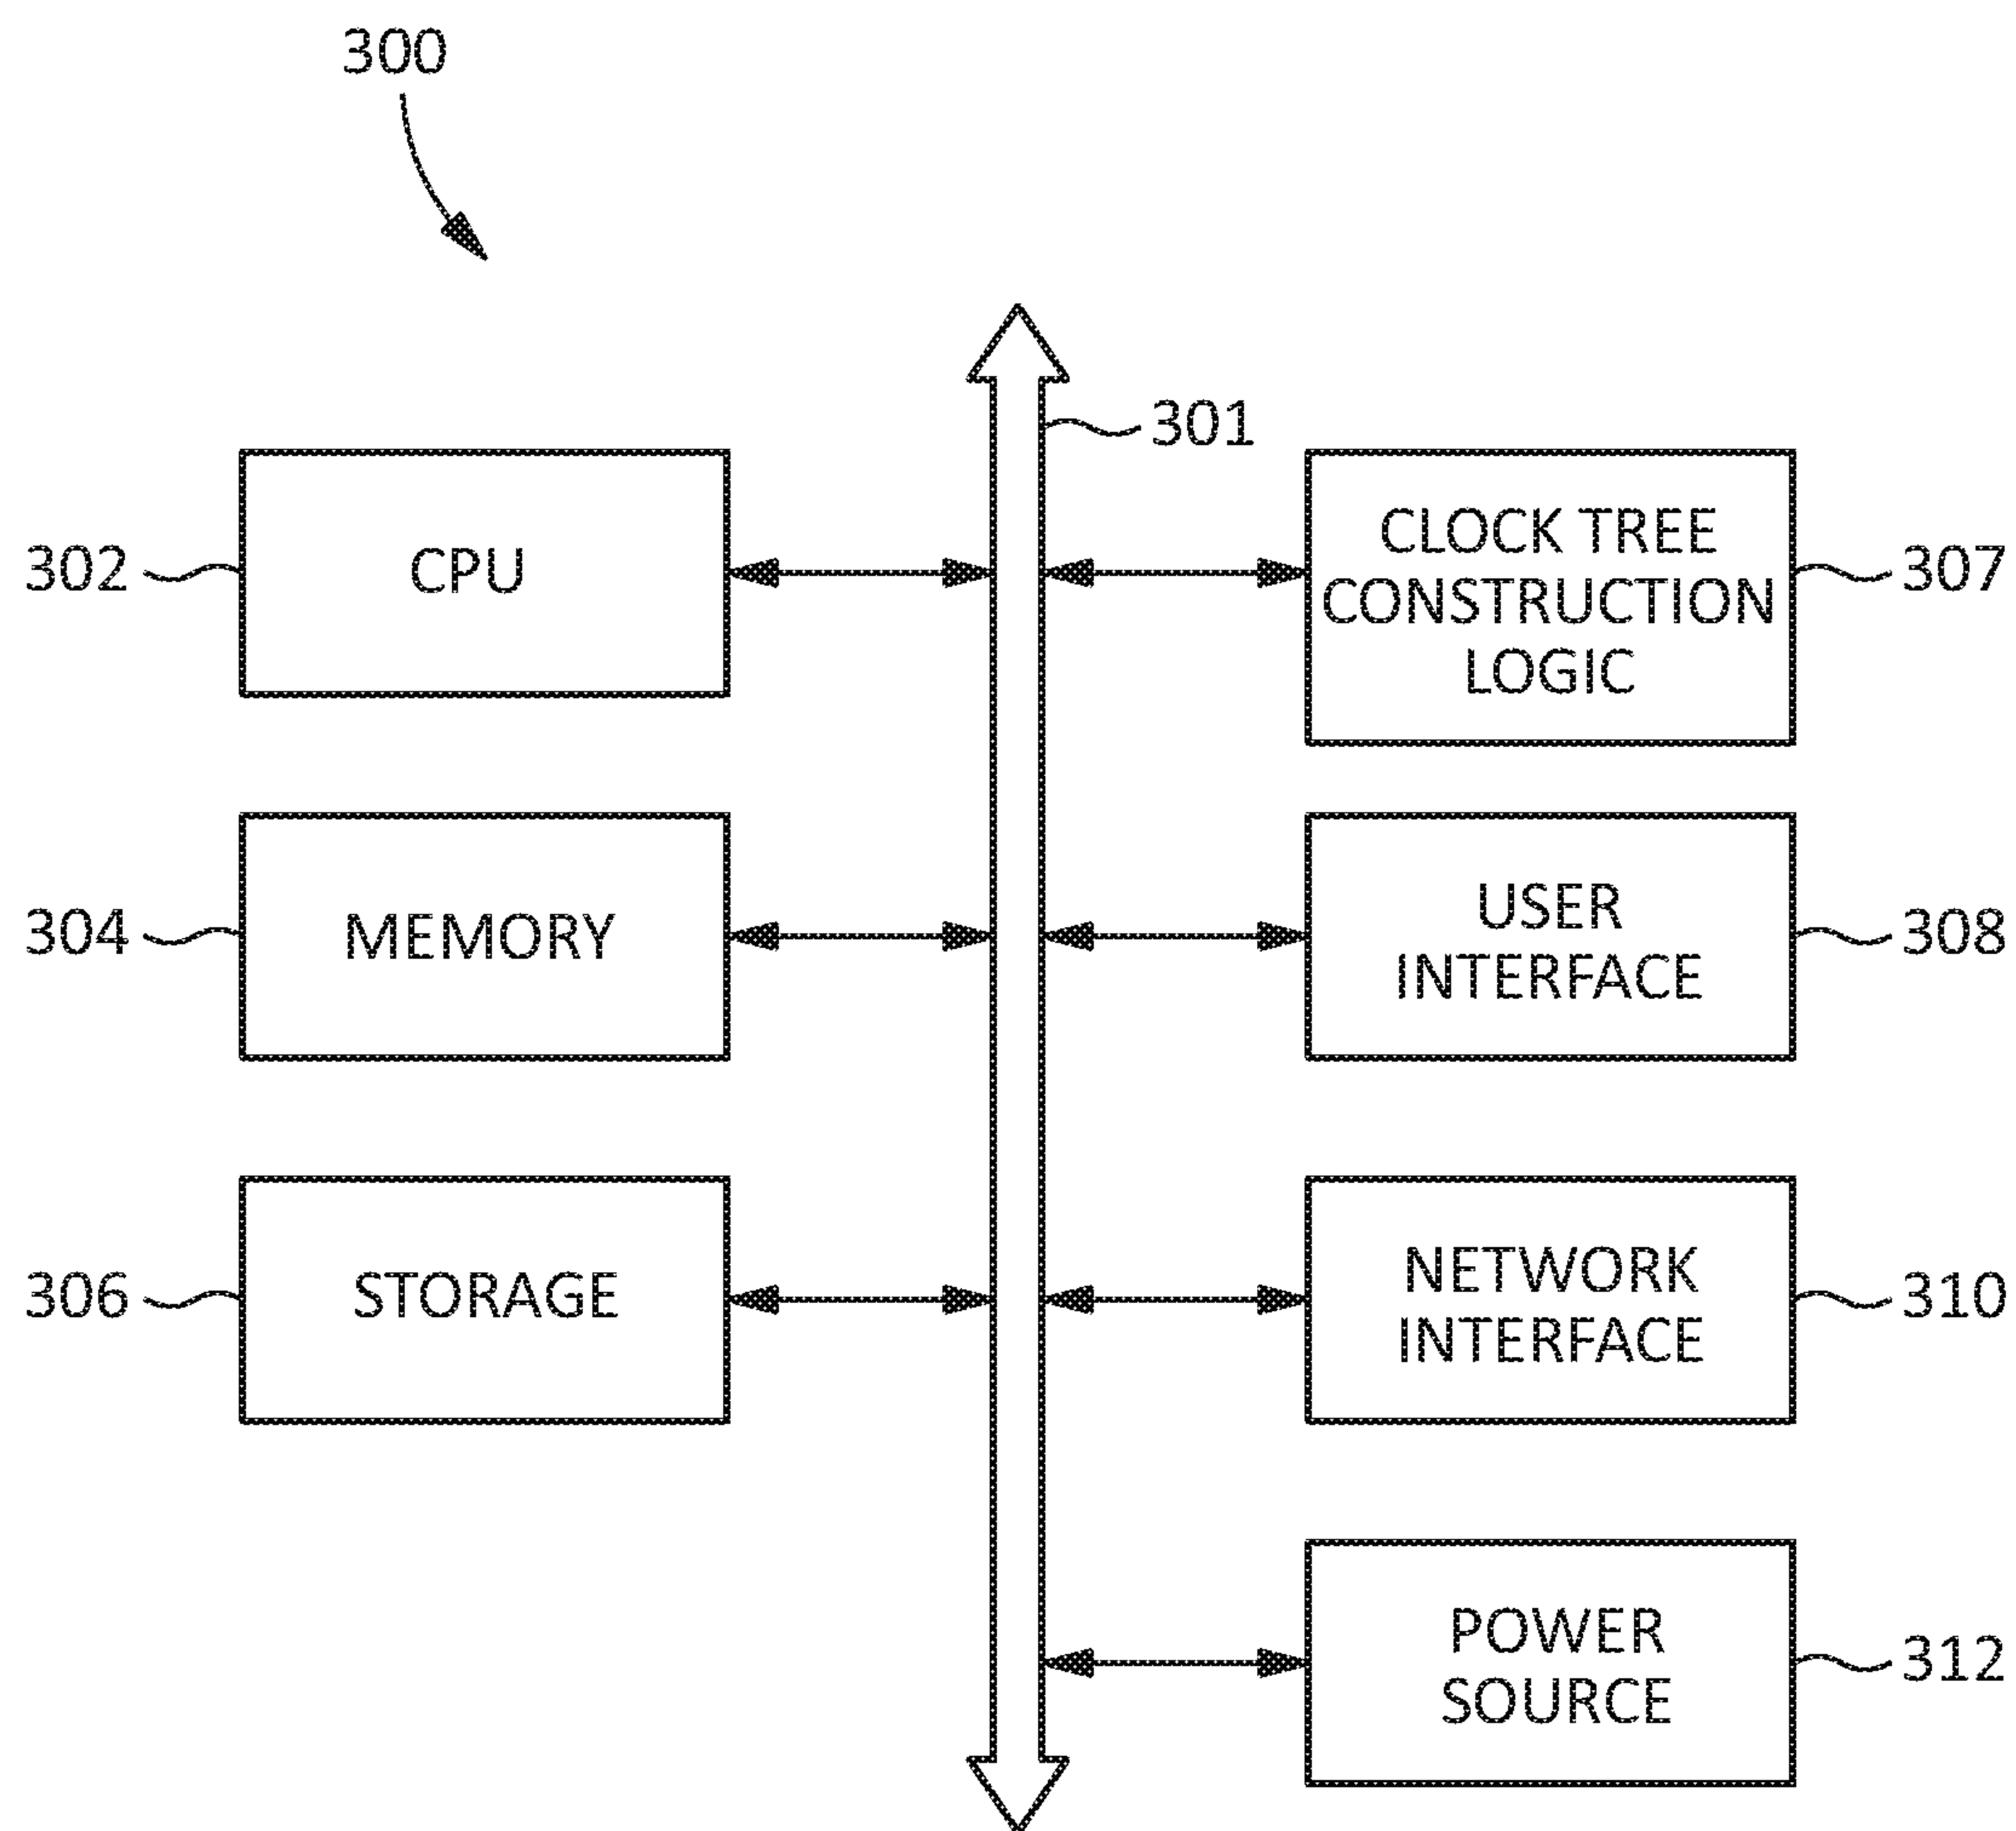 300
301
302
CPU
CLOCK TREE
CONSTRUCTION
LOGIC
307
304
MEMORY
USER
INTERFACE
308
306
STORAGE
NETWORK
INTERFACE
310
POWER
SOURCE
312